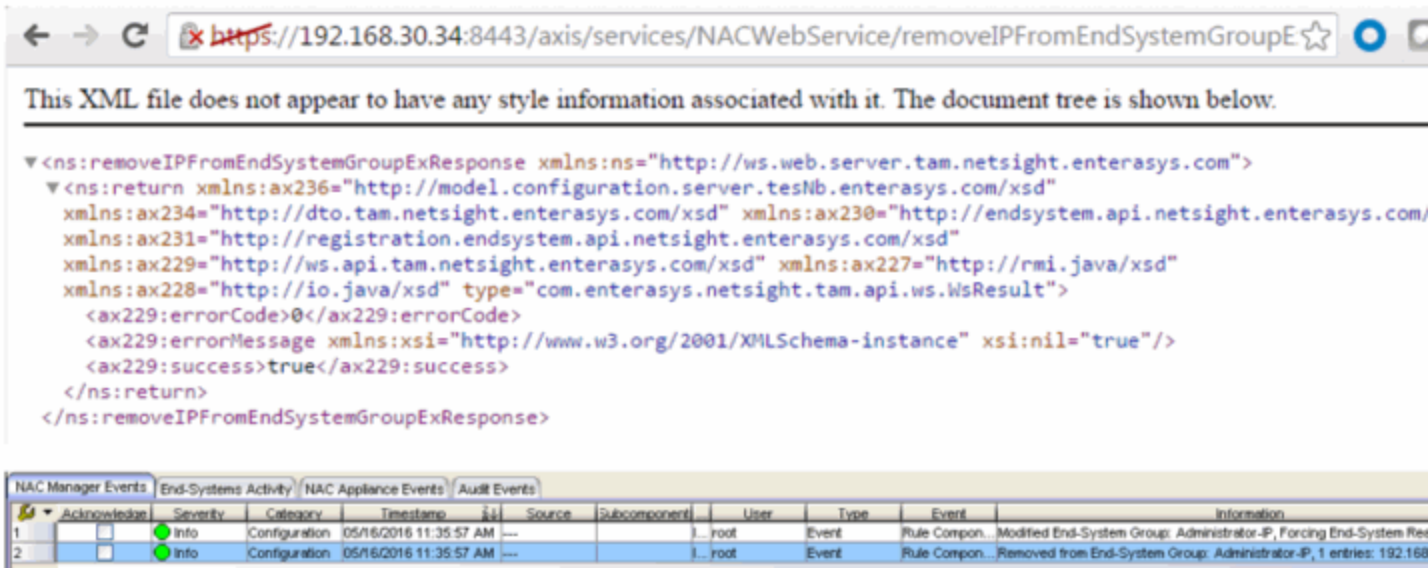 https://192.168.30.34:8443/axis/services/NACWebService/removeIPFromEndSystemGroupE
This XML file does not appear to have any style information associated with it. The document tree is shown below.
▼<ns:removeIPFromEndSystemGroupExResponse xmlns:ns="http://ws.web.server.tam.netsight.enterasys.com">
▼<ns:return xmlns:ax236="http://model.configuration.server.tesNb.enterasys.com/xsd"
xmlns:ax234="http://dto.tam.netsight.enterasys.com/xsd" xmlns:ax230="http://endsystem.api.netsight.enterasys.com/
xmlns:ax231="http://registration.endsystem.api.netsight.enterasys.com/xsd"
xmlns:ax229="http://ws.api.tam.netsight.enterasys.com/xsd" xmlns:ax227="http://rmi.java/xsd"
xmlns:ax228="http://io.java/xsd" type="com.enterasys.netsight.tam.api.ws.WsResult">
<ax229:errorCode>0</ax229:errorCode>
<ax229:errorMessage xmlns:xsi="http://www.w3.org/2001/XMLSchema-instance" xsi:nil="true"/>
<ax229:success>true</ax229:success>
</ns:return>
</ns:removeIPFromEndSystemGroupExResponse>
NAC Manager Events End-Systems Activity NAC Appliance Events Audit Events
Acknowledge Severity Category Timestamp Source Subcomponent User Type Event Information
1 Info Configuration 05/16/2016 11:35:57 AM ---- I... root Event Rule Compon... Modified End-System Group: Administrator-IP, Forcing End-System Rea
2 Info Configuration 05/16/2016 11:35:57 AM ---- I... root Event Rule Compon... Removed from End-System Group: Administrator-IP, 1 entries: 192.168